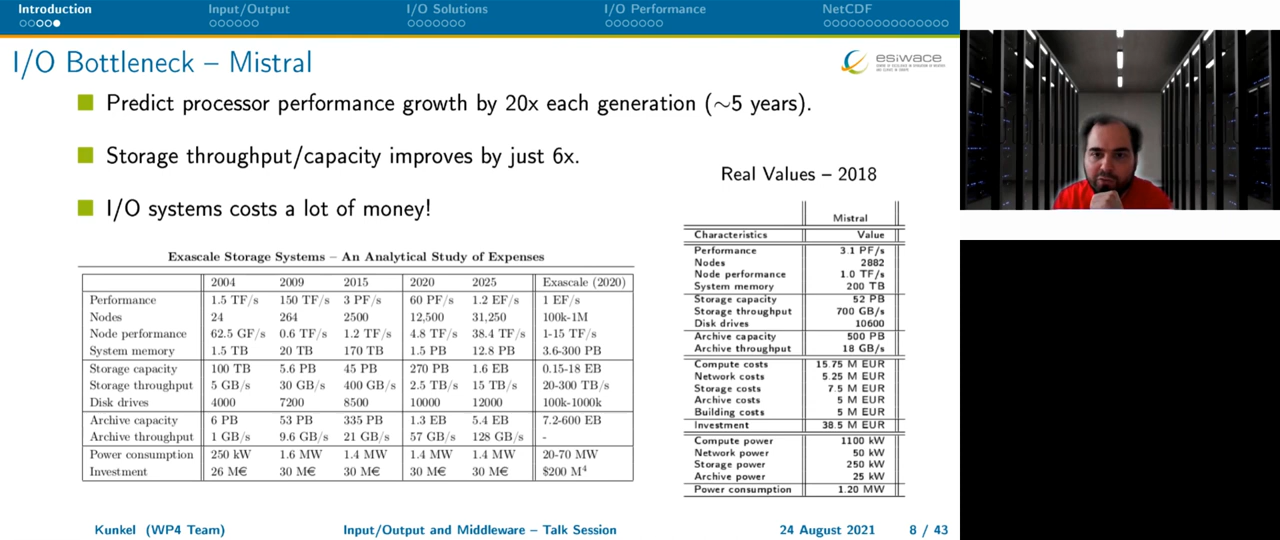 Introduction Input/Output I/O Solutions I/O Performance NetCDF
I/O Bottleneck – Mistral
esiwace
Predict processor performance growth by 20x each generation (∼5 years).
Storage throughput/capacity improves by just 6x.
I/O systems costs a lot of money!
Exascale Storage Systems – An Analytical Study of Expenses
2004 2009 2015 2020 2025 Exascale (2020)
Performance 1.5 TF/s 150 TF/s 3 PF/s 60 PF/s 1.2 EF/s 1 EF/s
Nodes 24 264 2500 12,500 31,250 100k-1M
Node performance 62.5 GF/s 0.6 TF/s 1.2 TF/s 4.8 TF/s 38.4 TF/s 1-15 TF/s
System memory 1.5 TB 20 TB 170 TB 1.5 PB 12.8 PB 3.6-300 PB
Storage capacity 100 TB 5.6 PB 45 PB 270 PB 1.6 EB 0.15-18 EB
Storage throughput 5 GB/s 30 GB/s 400 GB/s 2.5 TB/s 15 TB/s 20-300 TB/s
Disk drives 4000 7200 8500 10000 12000 100k-1000k
Archive capacity 6 PB 53 PB 335 PB 1.3 EB 5.4 EB 7.2-600 EB
Archive throughput 1 GB/s 9.6 GB/s 21 GB/s 57 GB/s 128 GB/s -
Power consumption 250 kW 1.6 MW 1.4 MW 1.4 MW 1.4 MW 20-70 MW
Investment 26 M€ 30 M€ 30 M€ 30 M€ 30 M€ $200 M⁴
Real Values – 2018
Mistral
Characteristics Value
Performance 3.1 PF/s
Nodes 2882
Node performance 1.0 TF/s
System memory 200 TB
Storage capacity 52 PB
Storage throughput 700 GB/s
Disk drives 10600
Archive capacity 500 PB
Archive throughput 18 GB/s
Compute costs 15.75 M EUR
Network costs 5.25 M EUR
Storage costs 7.5 M EUR
Archive costs 5 M EUR
Building costs 5 M EUR
Investment 38.5 M EUR
Compute power 1100 kW
Network power 50 kW
Storage power 250 kW
Archive power 25 kW
Power consumption 1.20 MW
Kunkel (WP4 Team) Input/Output and Middleware – Talk Session 24 August 2021 8 / 43